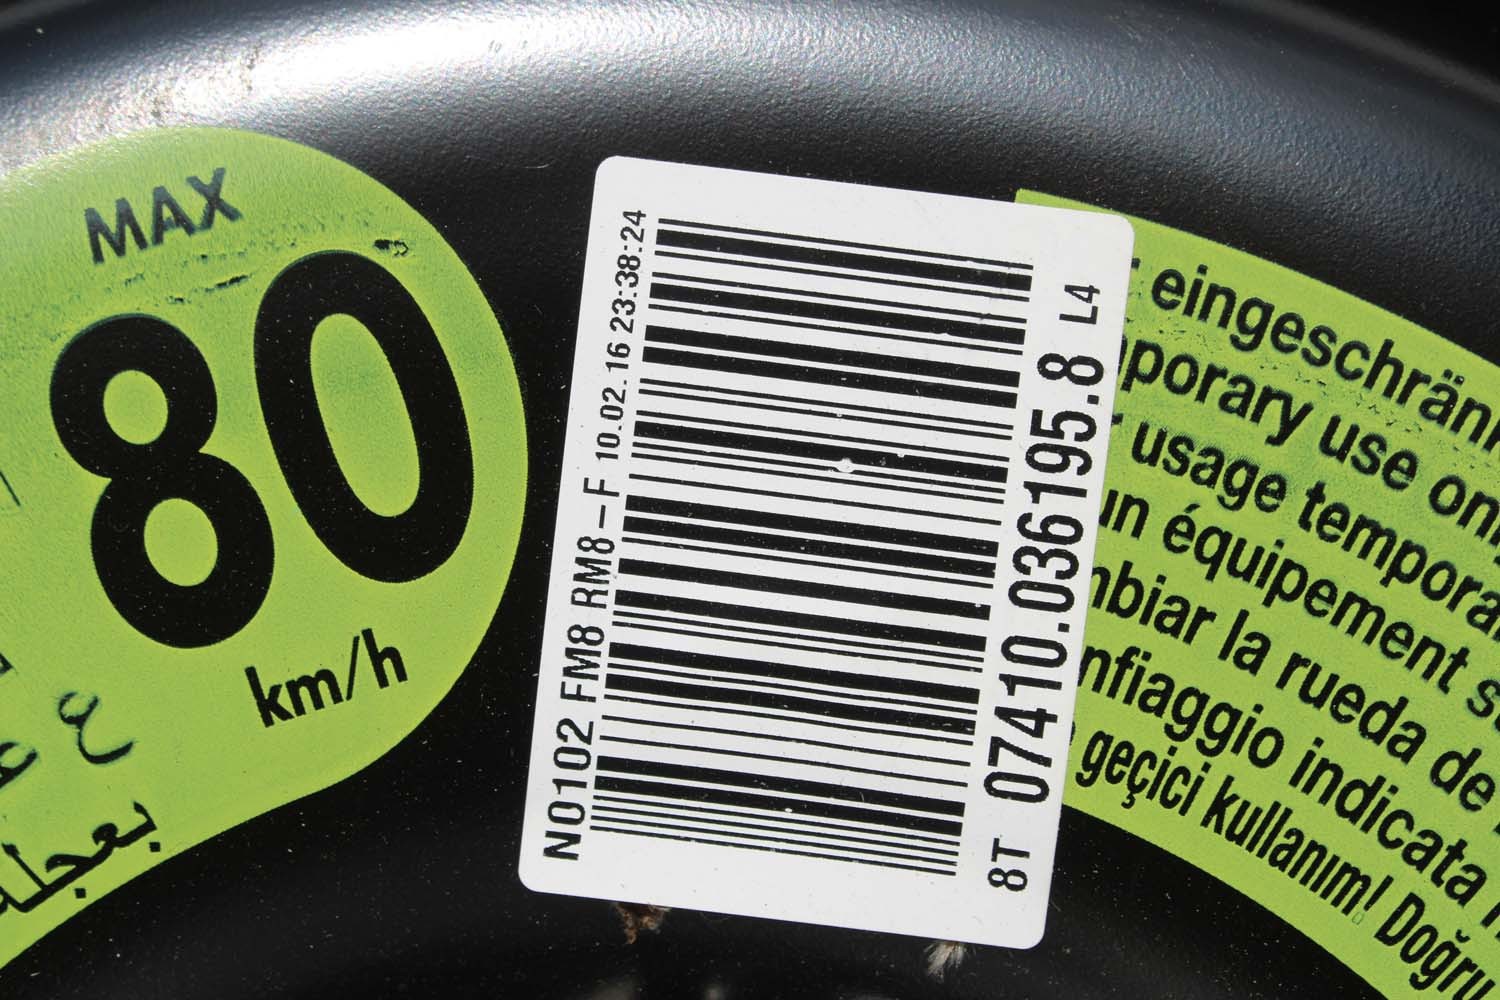 MAX
80
km/h
ع
بعجلة
N0102 FM8 RM8-F 10.02.16 23:38:24
8T 07410.036195.8 L4
eingeschrän
porary use on
usage tempora
un équipement s
mbiar la rueda de
nfiaggio indicata
geçici kullanım! Doğru